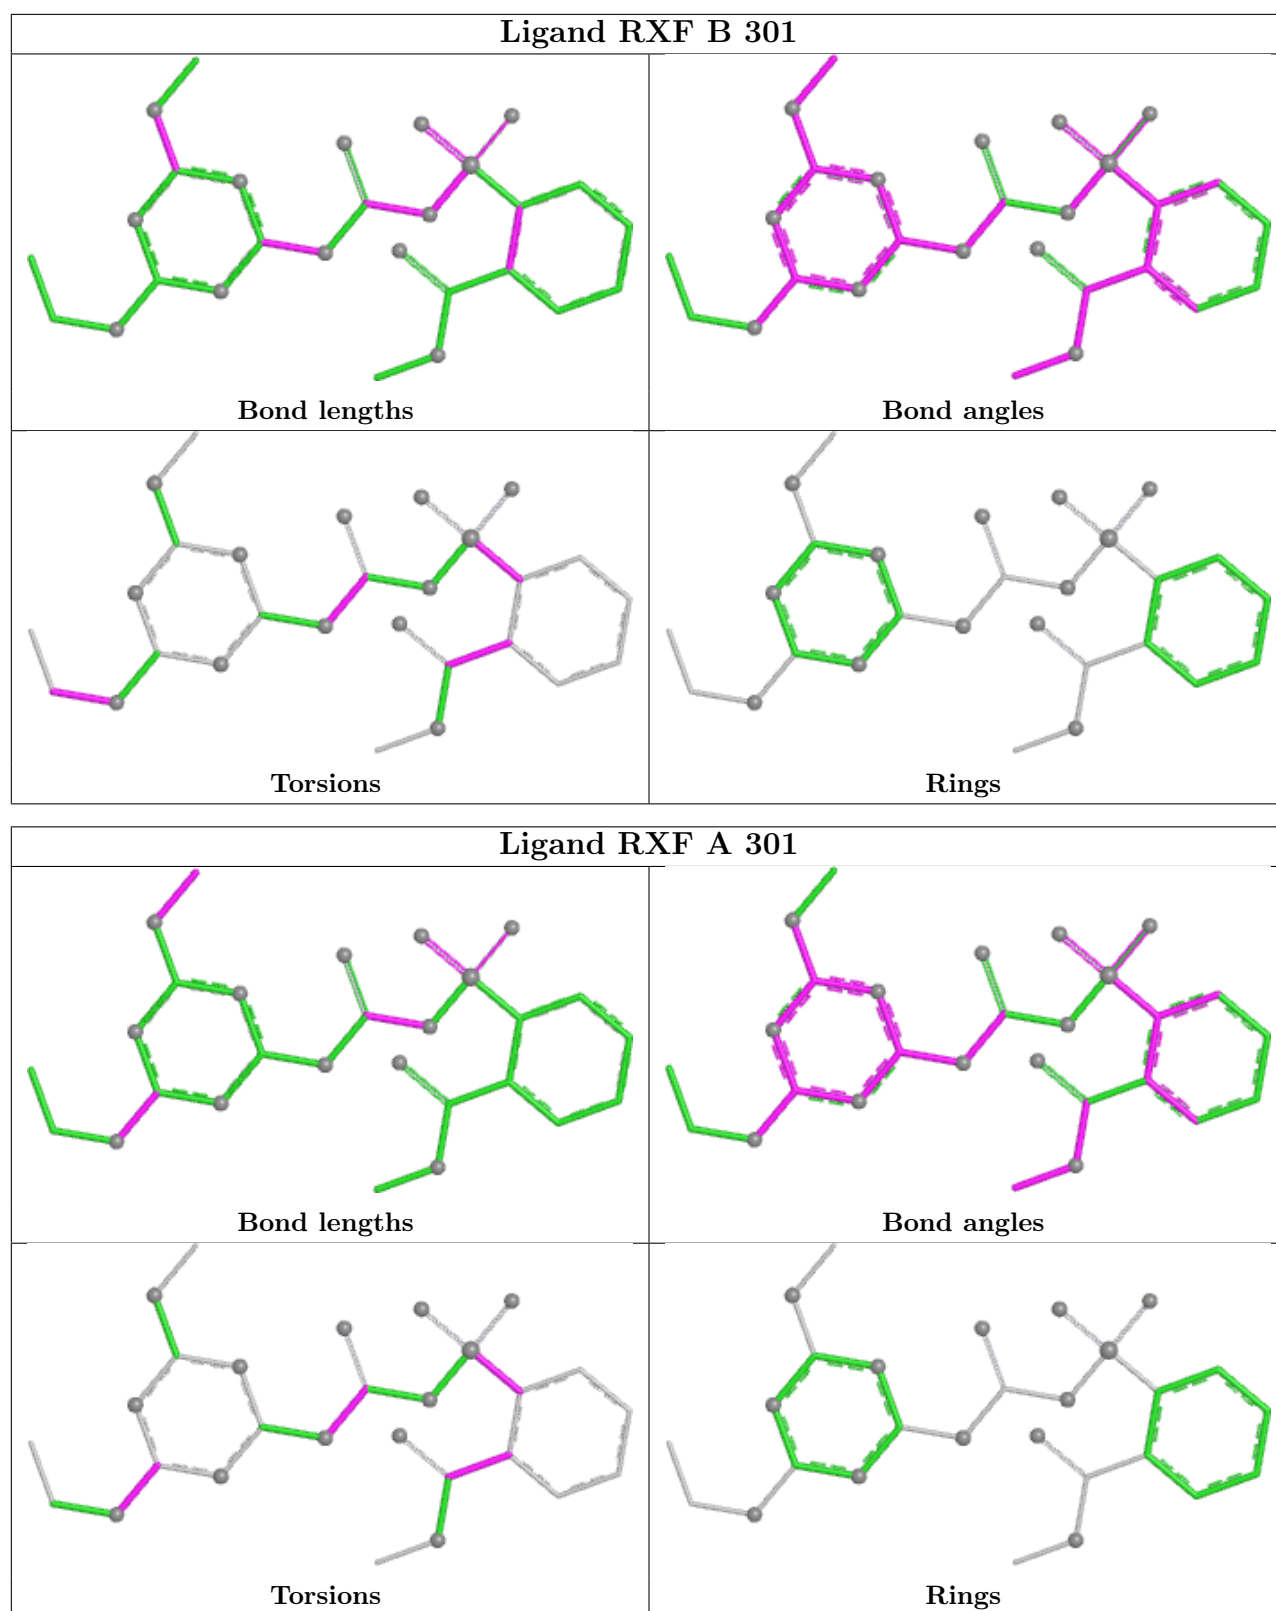 Ligand RXF B 301
Bond lengths
Bond angles
Torsions
Rings
Ligand RXF A 301
Bond lengths
Bond angles
Torsions
Rings